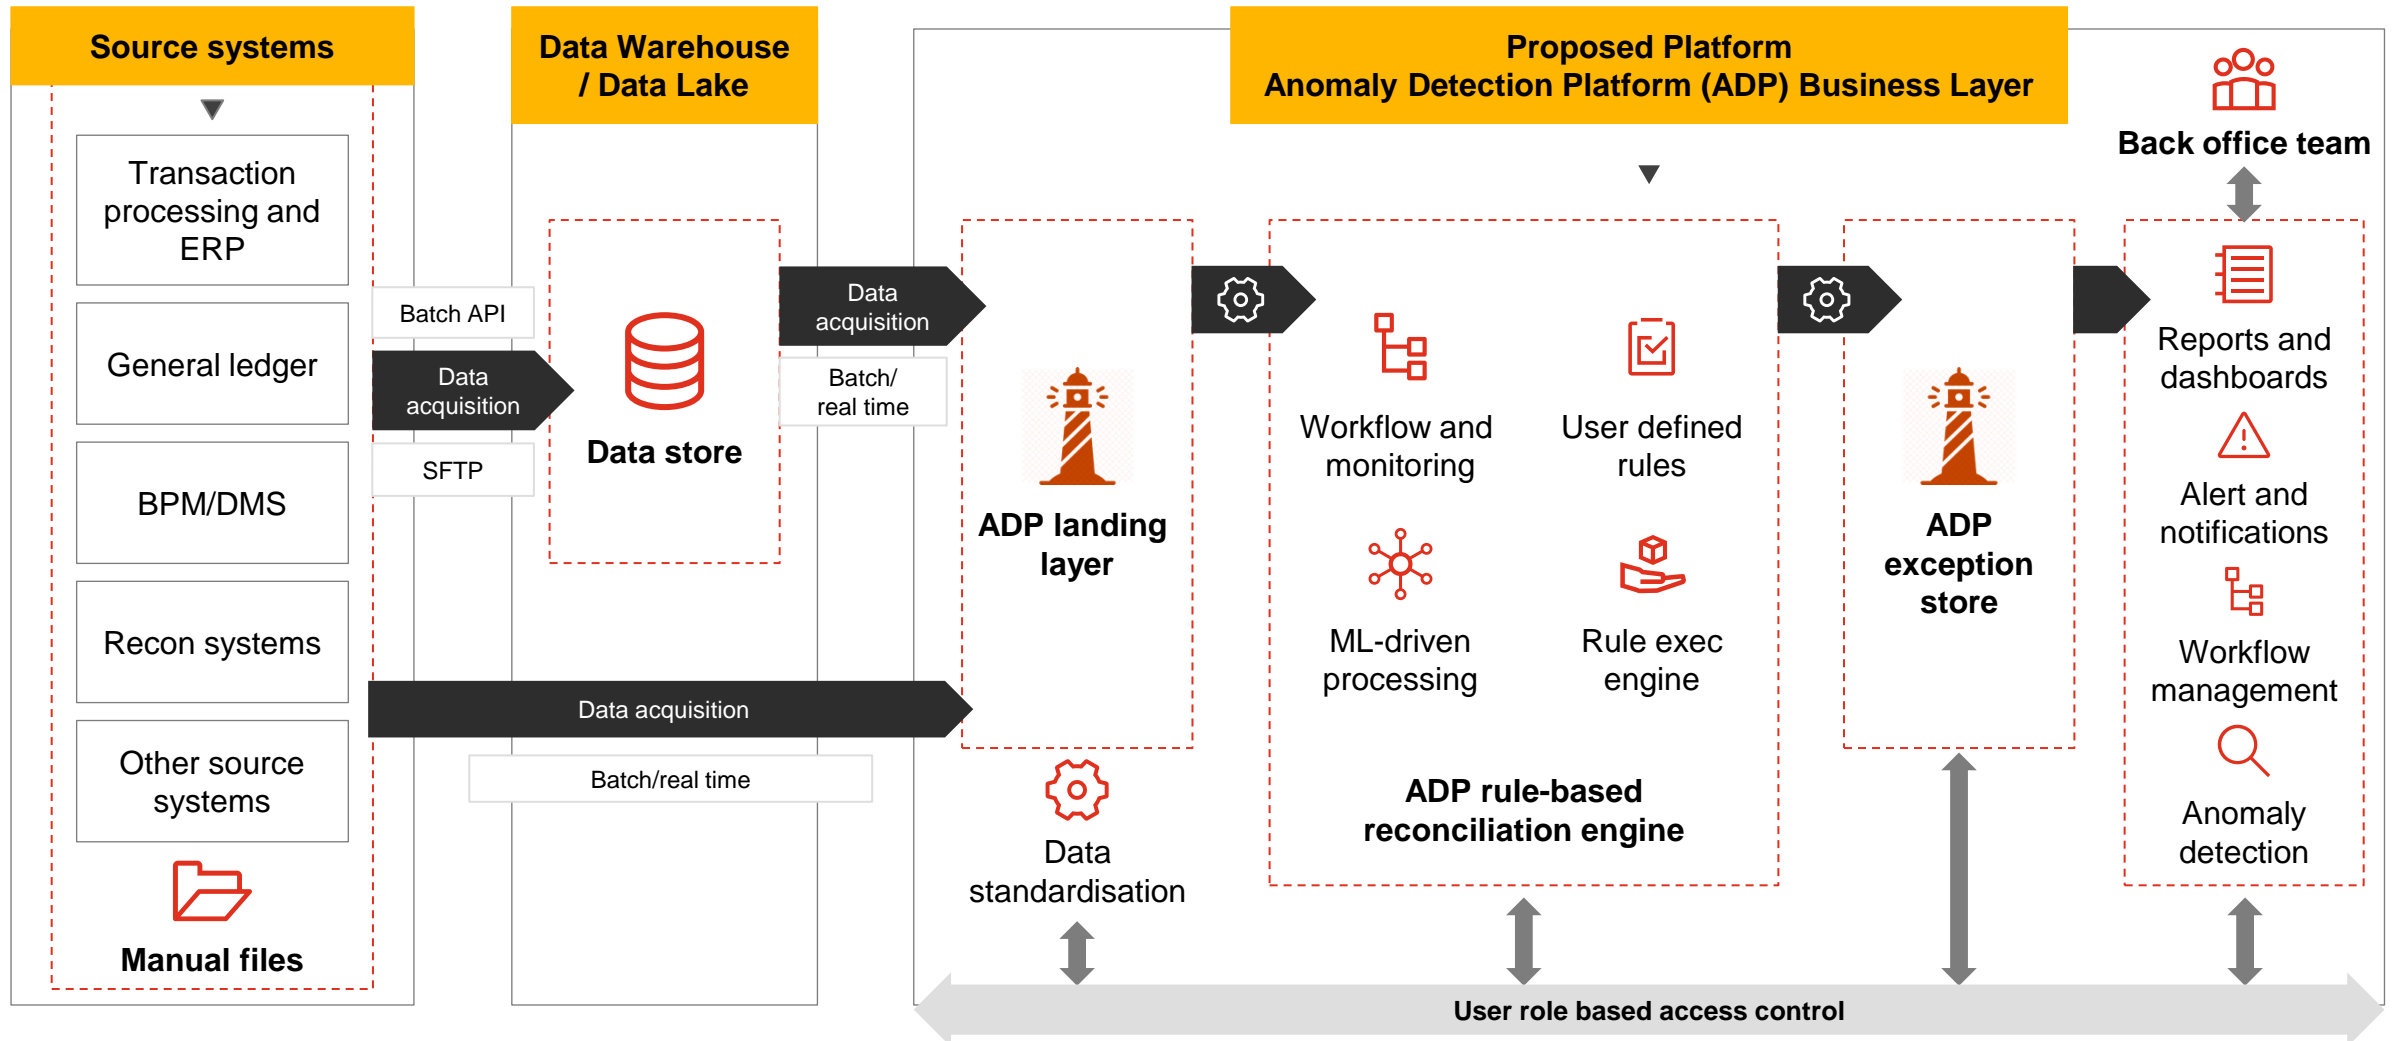 Source systems
Transaction
processing and
ERP
General ledger
BPM/DMS
Recon systems
Other source
systems
Manual files
Batch API
Data
acquisition
SFTP
Data Warehouse
/ Data Lake
Data store
Data
acquisition
Batch/
real time
Data acquisition
Batch/real time
Proposed Platform
Anomaly Detection Platform (ADP) Business Layer
ADP landing
layer
Data
standardisation
Workflow and
monitoring
User defined
rules
ML-driven
processing
Rule exec
engine
ADP rule-based
reconciliation engine
ADP
exception
store
Back office team
Reports and
dashboards
Alert and
notifications
Workflow
management
Anomaly
detection
User role based access control